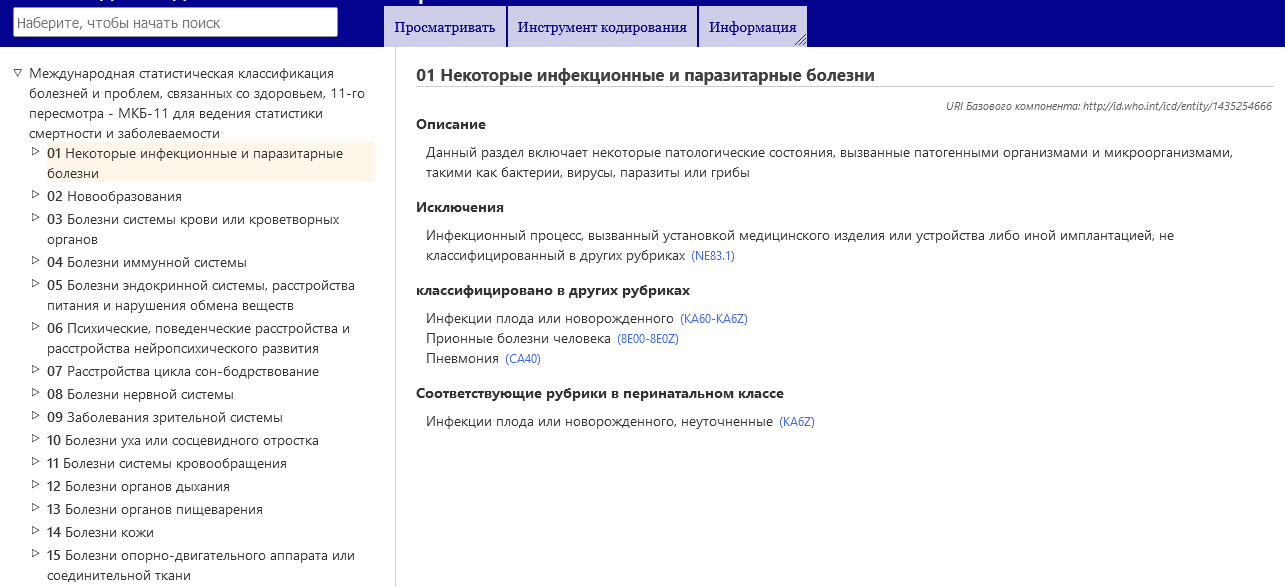 Наберите, чтобы начать поиск
Просматривать
Инструмент кодирования
Информация
Международная статистическая классификация
болезней и проблем, связанных со здоровьем, 11-го
пересмотра - МКБ-11 для ведения статистики
смертности и заболеваемости
01 Некоторые инфекционные и паразитарные
болезни
02 Новообразования
03 Болезни системы крови или кроветворных
органов
04 Болезни иммунной системы
05 Болезни эндокринной системы, расстройства
питания и нарушения обмена веществ
06 Психические, поведенческие расстройства и
расстройства нейропсихического развития
07 Расстройства цикла сон-бодрствование
08 Болезни нервной системы
09 Заболевания зрительной системы
10 Болезни уха или сосцевидного отростка
11 Болезни системы кровообращения
12 Болезни органов дыхания
13 Болезни органов пищеварения
14 Болезни кожи
15 Болезни опорно-двигательного аппарата или
соединительной ткани
01 Некоторые инфекционные и паразитарные болезни
URI Базового компонента: http://id.who.int/icd/entity/1435254666
Описание
Данный раздел включает некоторые патологические состояния, вызванные патогенными организмами и микроорганизмами,
такими как бактерии, вирусы, паразиты или грибы
Исключения
Инфекционный процесс, вызванный установкой медицинского изделия или устройства либо иной имплантацией, не
классифицированный в других рубриках (NE83.1)
классифицировано в других рубриках
Инфекции плода или новорожденного (KA60-KA6Z)
Прионные болезни человека (8E00-8E0Z)
Пневмония (CA40)
Соответствующие рубрики в перинатальном классе
Инфекции плода или новорожденного, неуточненные (KA6Z)